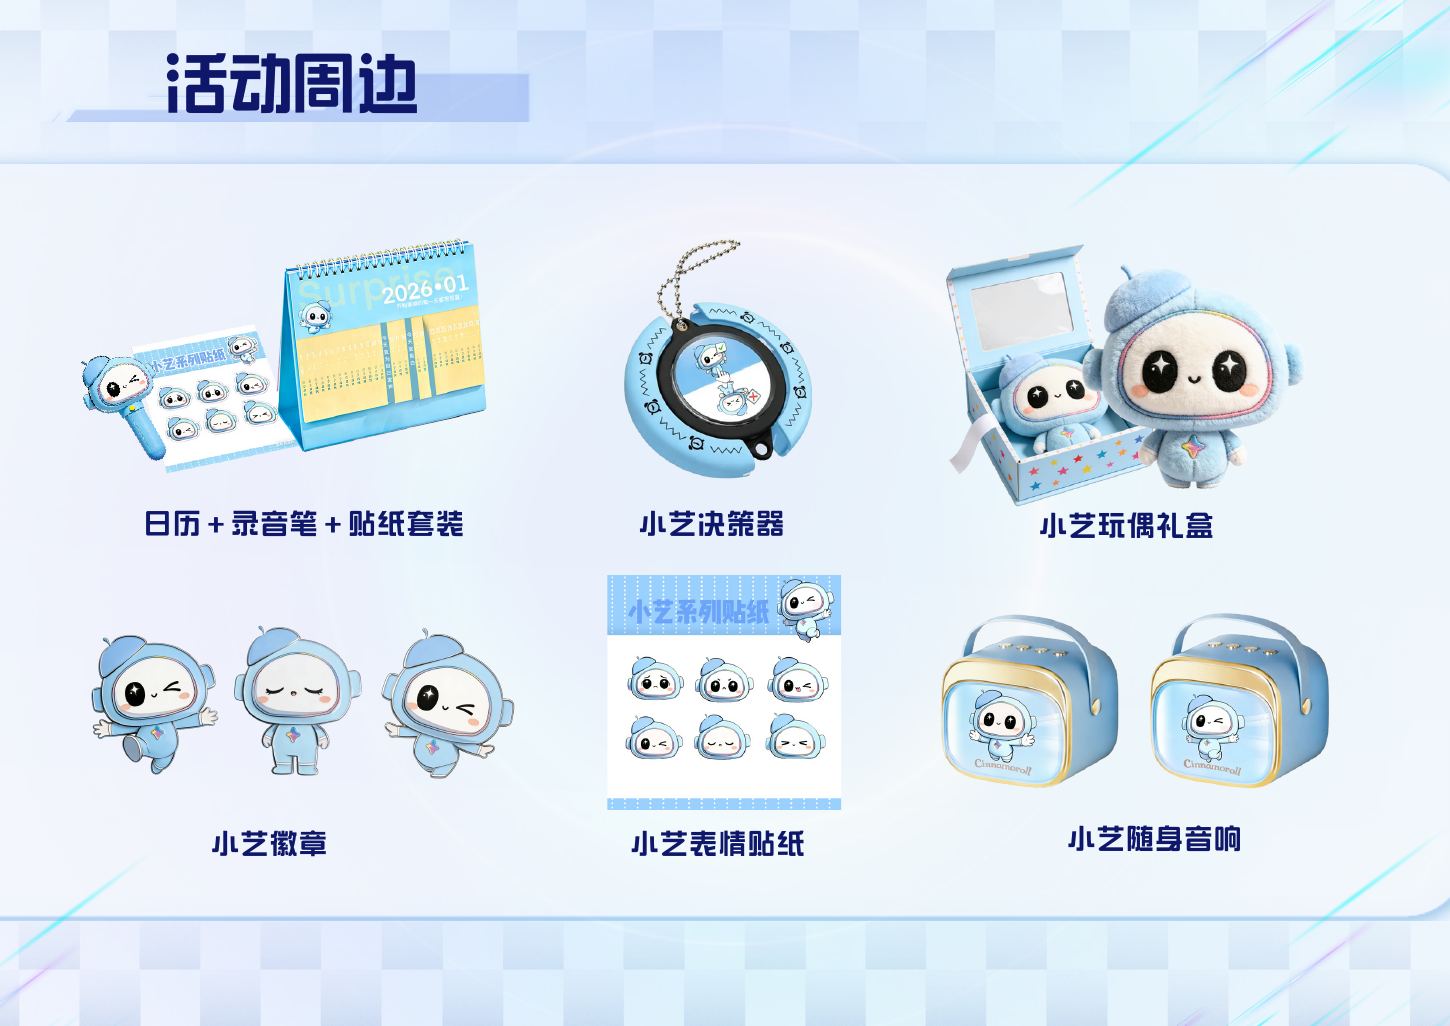 活动周边
Surprise
2026•01
小艺系列贴纸
日历+录音笔+贴纸套装
小艺决策器
小艺玩偶礼盒
小艺系列贴纸
Cinnamoroll
Cinnamoroll
小艺徽章
小艺表情贴纸
小艺随身音响